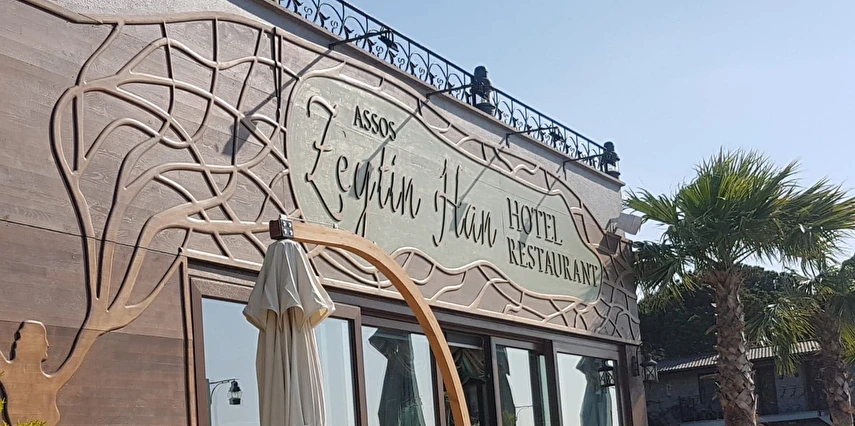 ASSOS
Zeytin Han
HOTEL
RESTAURANT